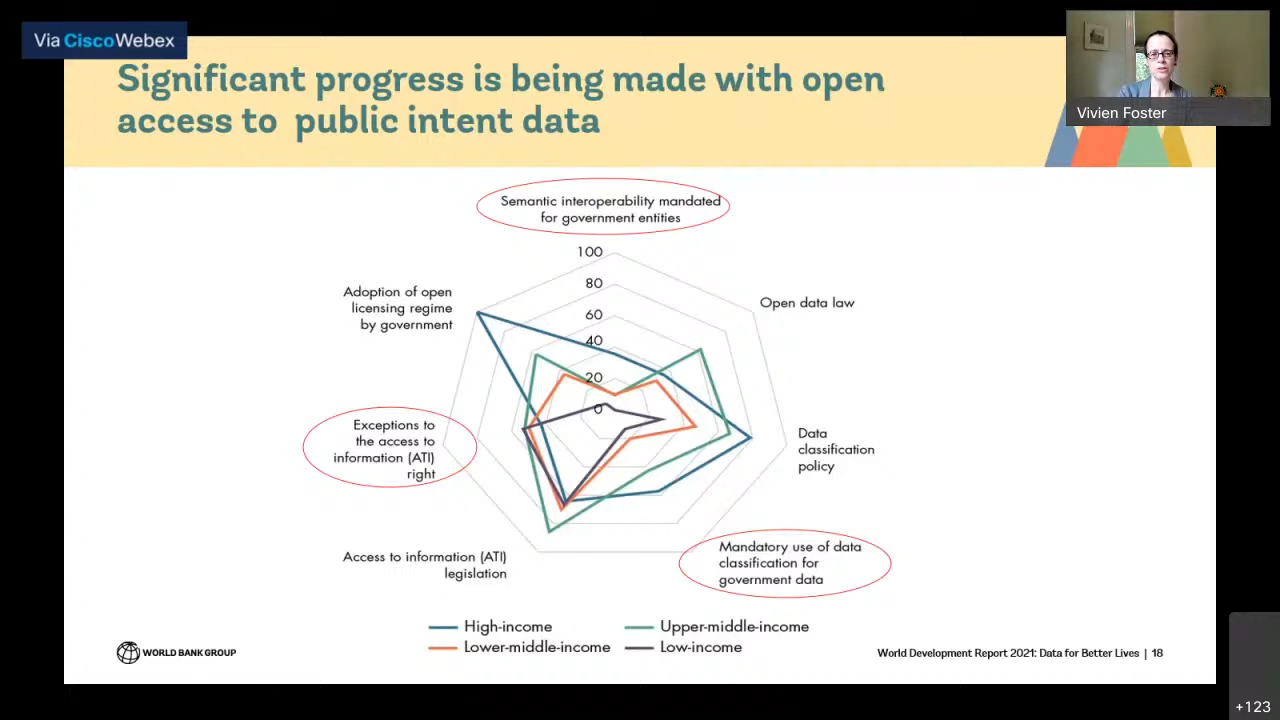 Via CiscoWebex
Significant progress is being made with open
access to public intent data
Vivien Foster
Semantic interoperability mandated
for government entities
100
80
60
40
20
0
Adoption of open
licensing regime
by government
Open data law
Exceptions to
the access to
information (ATI)
right
Data
classification
policy
Access to information (ATI)
legislation
Mandatory use of data
classification for
government data
High-income
Upper-middle-income
Lower-middle-income
Low-income
WORLD BANK GROUP
World Development Report 2021: Data for Better Lives | 18
+123